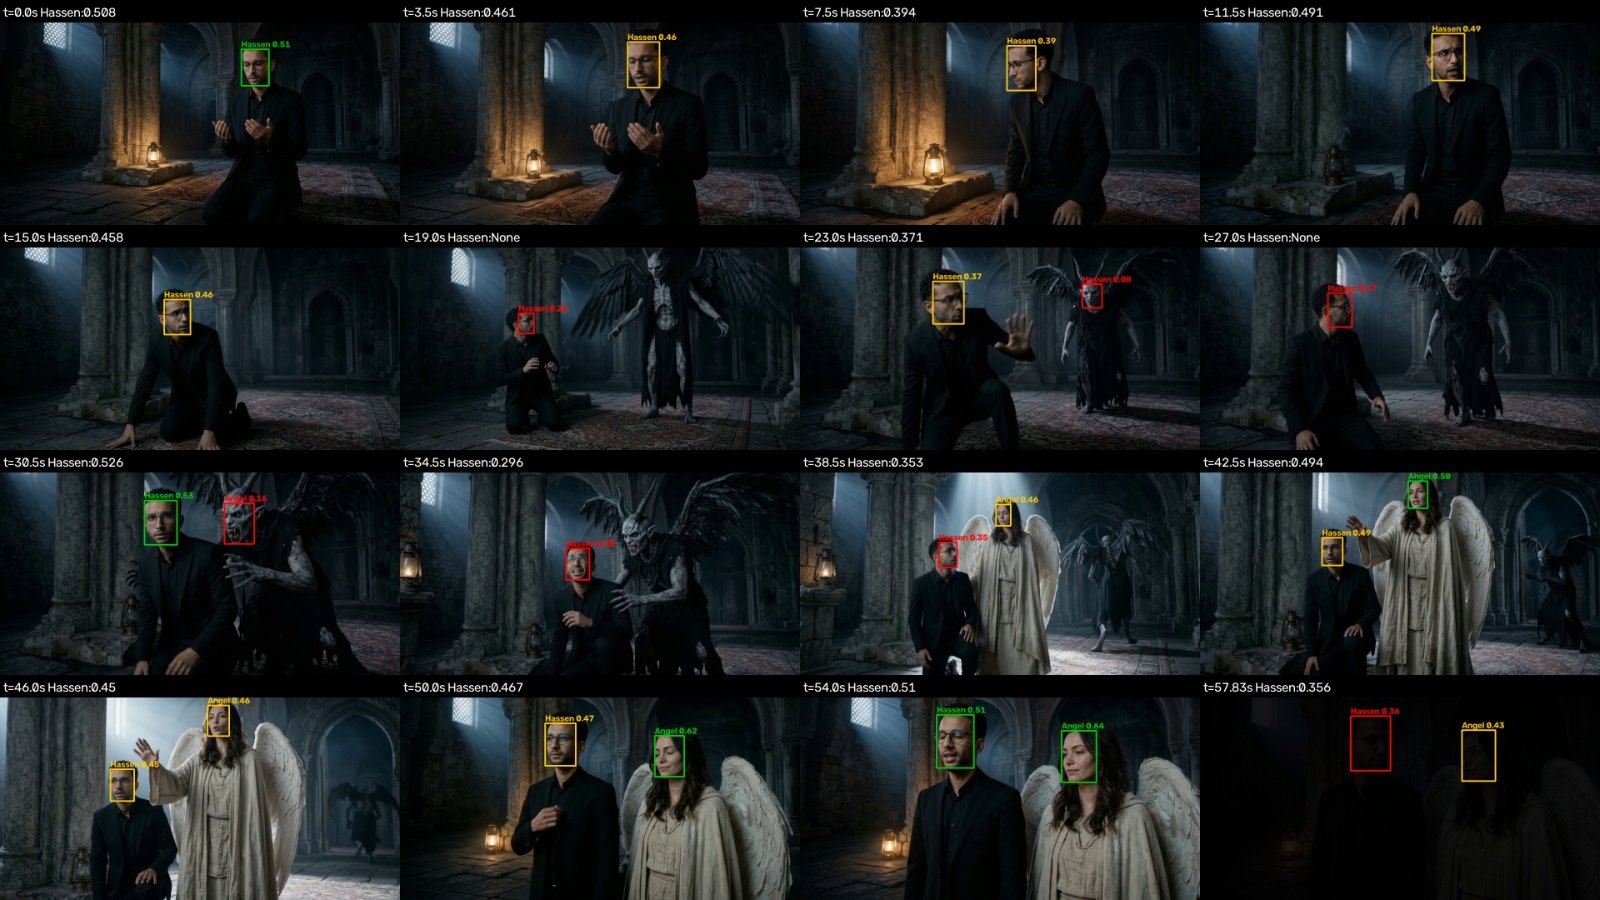 t=0.0s Hassen:0.508
Hassen 0.51
t=3.5s Hassen:0.461
Hassen 0.46
t=7.5s Hassen:0.394
Hassen 0.39
t=11.5s Hassen:0.491
Hassen 0.49
t=15.0s Hassen:0.458
Hassen 0.46
t=19.0s Hassen:None
Hassen
t=23.0s Hassen:0.371
Hassen 0.37
Hassen 0.08
t=27.0s Hassen:None
Hassen
t=30.5s Hassen:0.526
Hassen 0.53
Angel 0.16
t=34.5s Hassen:0.296
Hassen
t=38.5s Hassen:0.353
Angel 0.46
Hassen 0.35
t=42.5s Hassen:0.494
Angel 0.50
Hassen 0.49
t=46.0s Hassen:0.45
Angel 0.46
Hassen 0.45
t=50.0s Hassen:0.467
Hassen 0.47
Angel 0.62
t=54.0s Hassen:0.51
Hassen 0.51
Angel 0.64
t=57.83s Hassen:0.356
Hassen 0.36
Angel 0.43